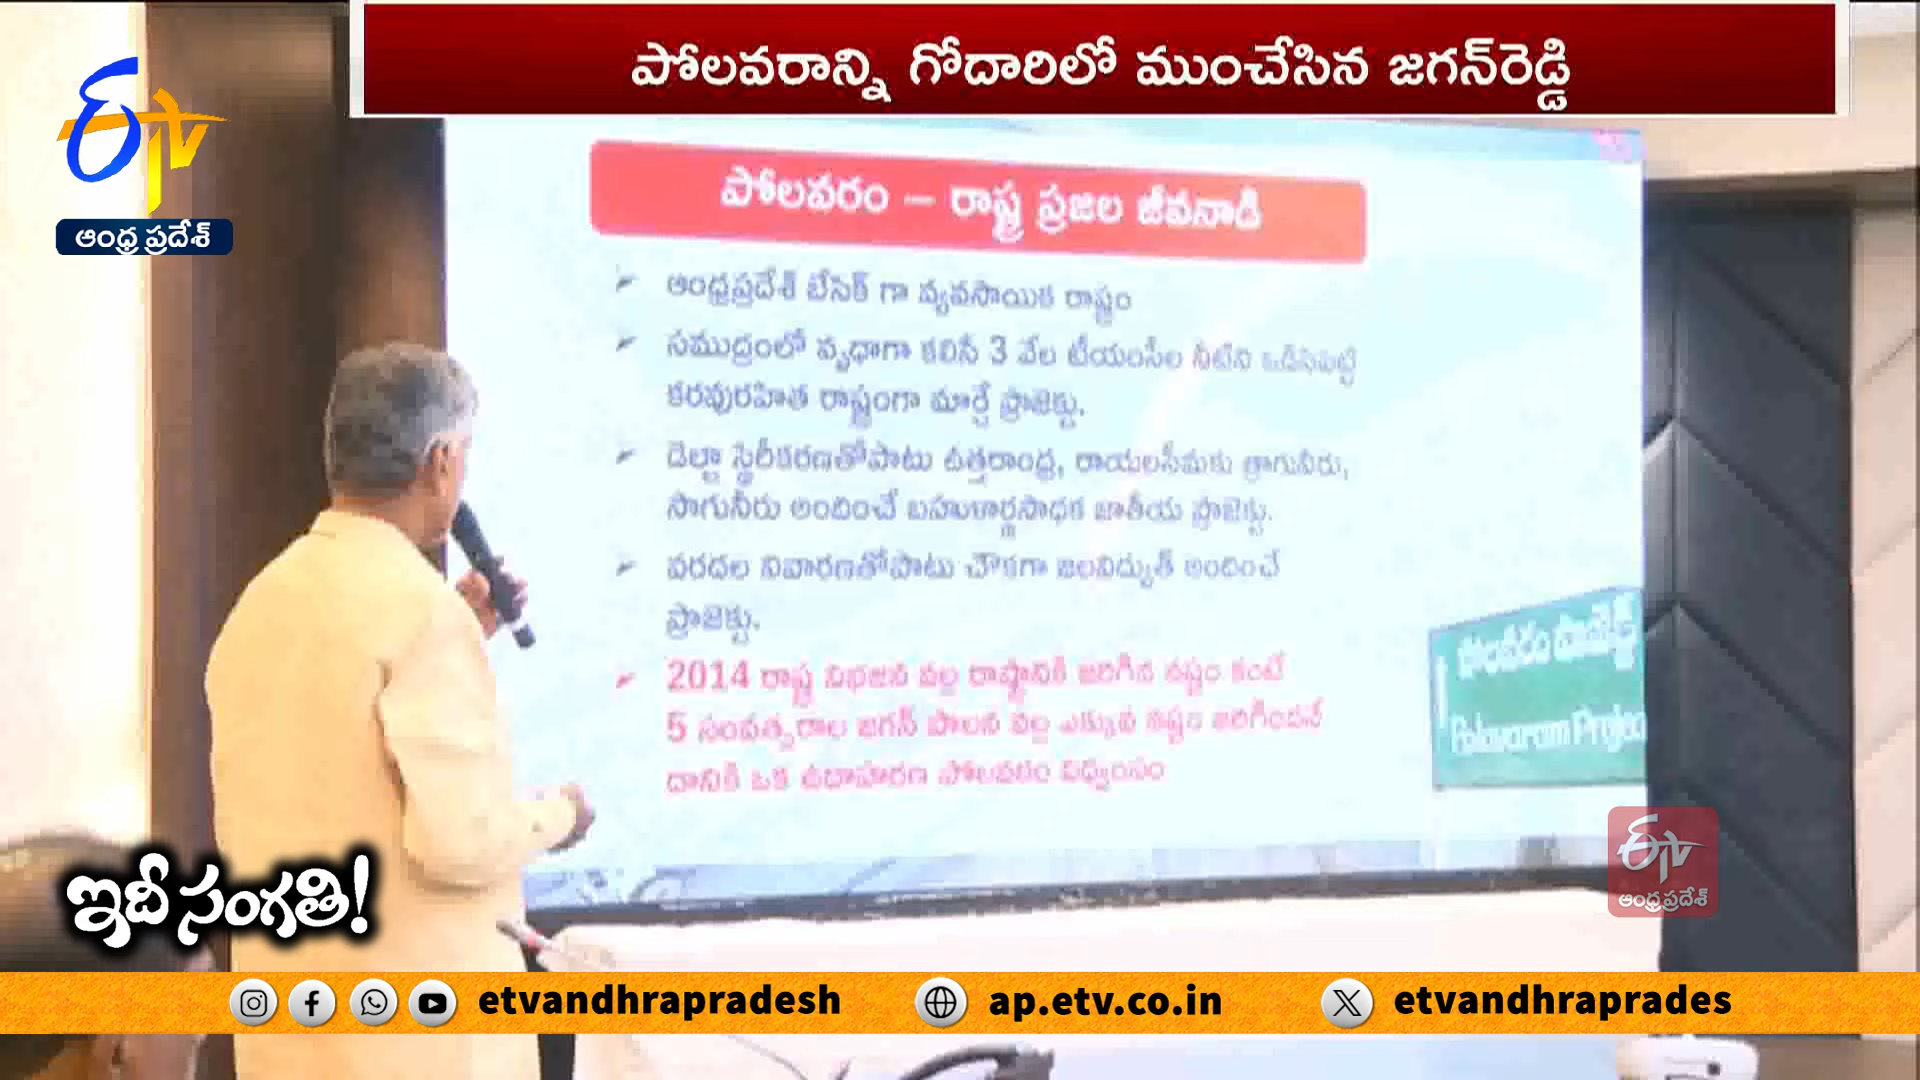 పోలవరాన్ని గోదారిలో ముంచేసిన జగన్‌రెడ్డి
ETV
ఆంధ్ర ప్రదేశ్
పోలవరం – రాష్ట్ర ప్రజల జీవనాడి
ఆంధ్రప్రదేశ్ బేసిక్ గా వ్యవసాయిక రాష్ట్రం
సముద్రంలో వృధాగా కలిసే 3 వేల టీయంసీల నీటిని ఒడిసిపట్టి
కరవురహిత రాష్ట్రంగా మార్చే ప్రాజెక్టు.
డెల్టా స్థిరీకరణతోపాటు ఉత్తరాంధ్ర, రాయలసీమకు త్రాగునీరు,
సాగునీరు అందించే బహుళార్థసాధక జాతీయ ప్రాజెక్టు.
వరదల నివారణతోపాటు చౌకగా జలవిద్యుత్ అందించే
ప్రాజెక్టు.
2014 రాష్ట్ర విభజన వల్ల రాష్ట్రానికి జరిగిన నష్టం కంటే
5 సంవత్సరాల జగన్ పాలన వల్ల ఎక్కువ నష్టం జరిగిందనే
దానికి ఒక ఉదాహరణ పోలవరం విధ్వంసం
పోలవరం ప్రాజెక్ట్
Polavaram Projec
ETV
ఆంధ్రప్రదేశ్
ఇదీ సంగతి!
etvandhrapradesh
ap.etv.co.in
etvandhraprades